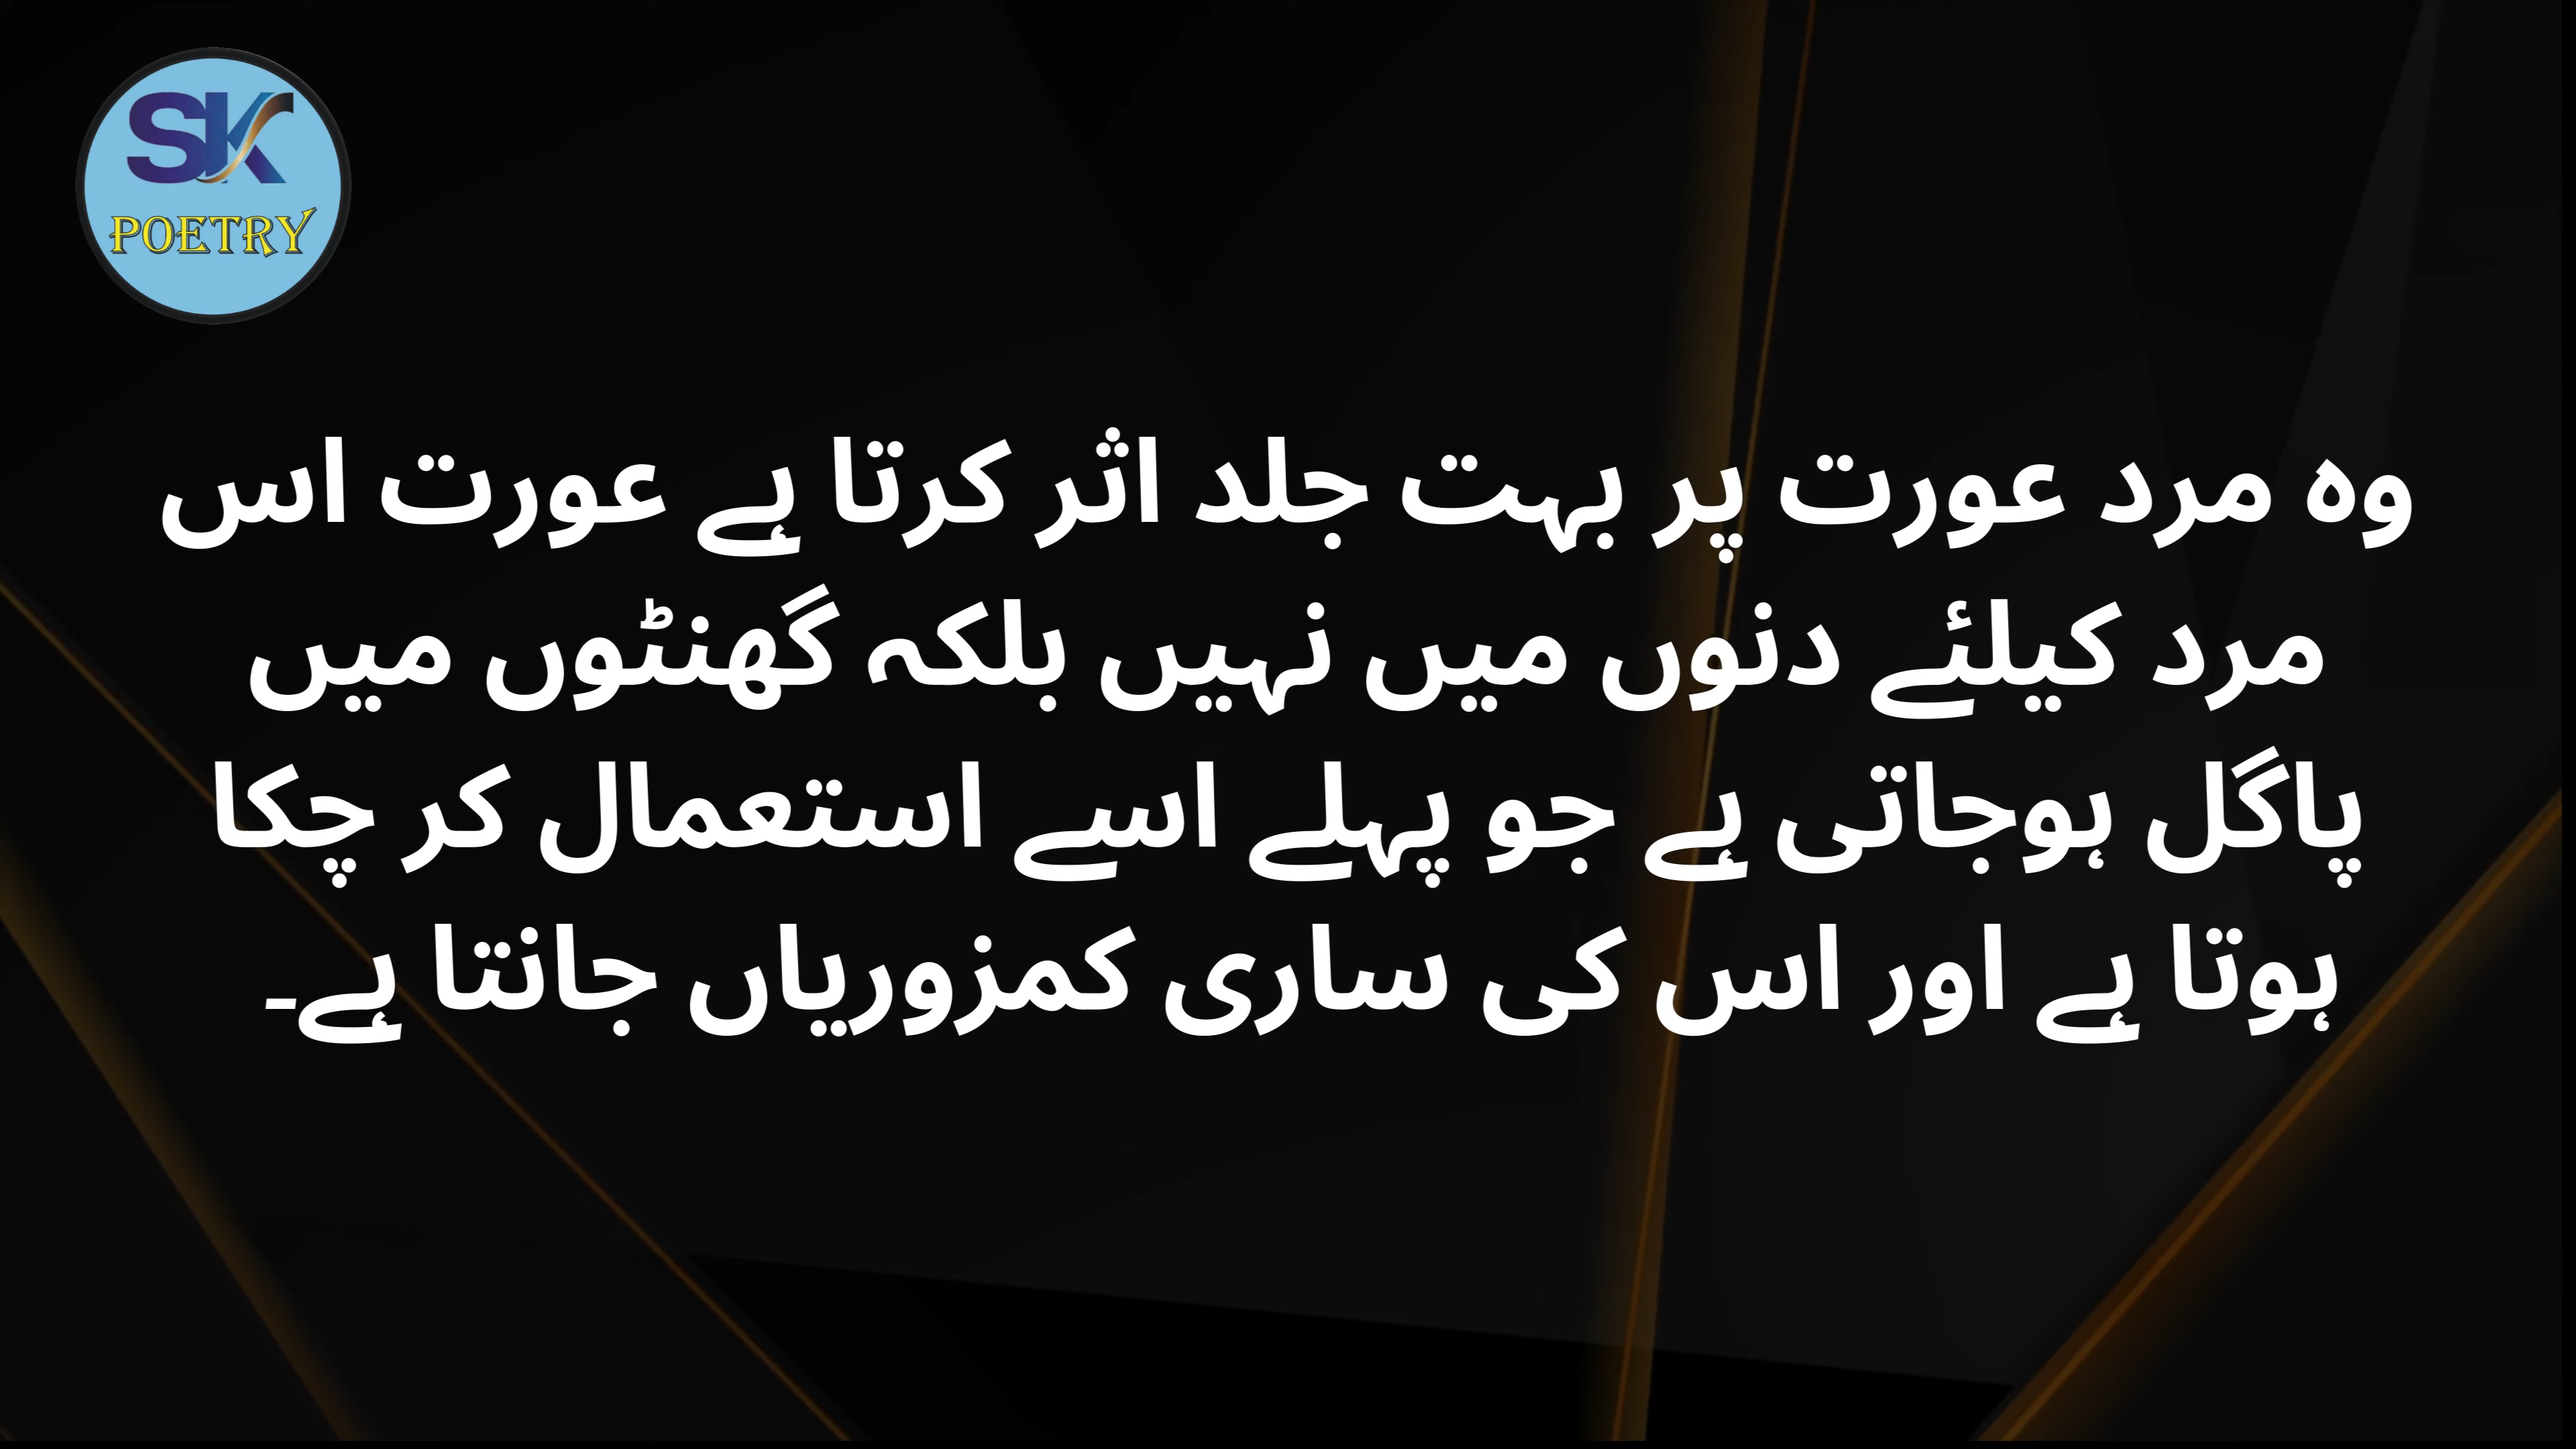 SK
POETRY
وہ مرد عورت پر بہت جلد اثر کرتا ہے عورت اس
مرد کیلئے دنوں میں نہیں بلکہ گھنٹوں میں
پاگل ہوجاتی ہے جو پہلے اسے استعمال کر چکا
ہوتا ہے اور اس کی ساری کمزوریاں جانتا ہے۔